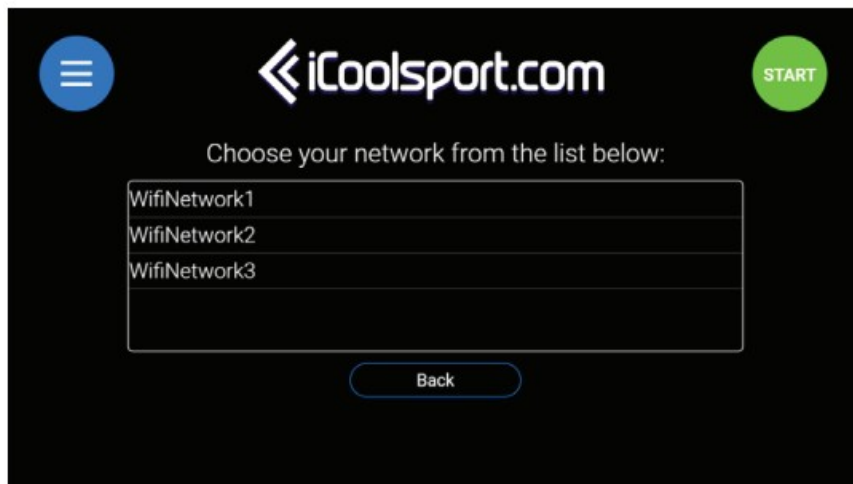 iCoolsport.com
START
Choose your network from the list below:
WifiNetwork1
WifiNetwork2
WifiNetwork3
Back